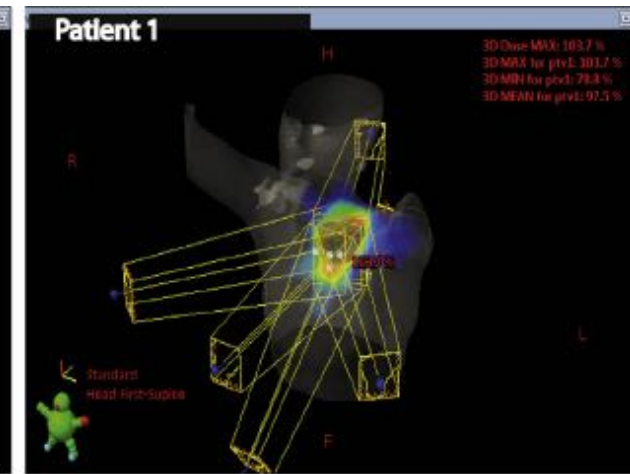 Patient 1
H
3D Dose MAX: 103.7 %
3D MAX for ptv1: 103.7 %
3D MIN for ptv1: 78.8 %
3D MEAN for ptv1: 97.5 %
R
L
Standard
Head First-Supine
F